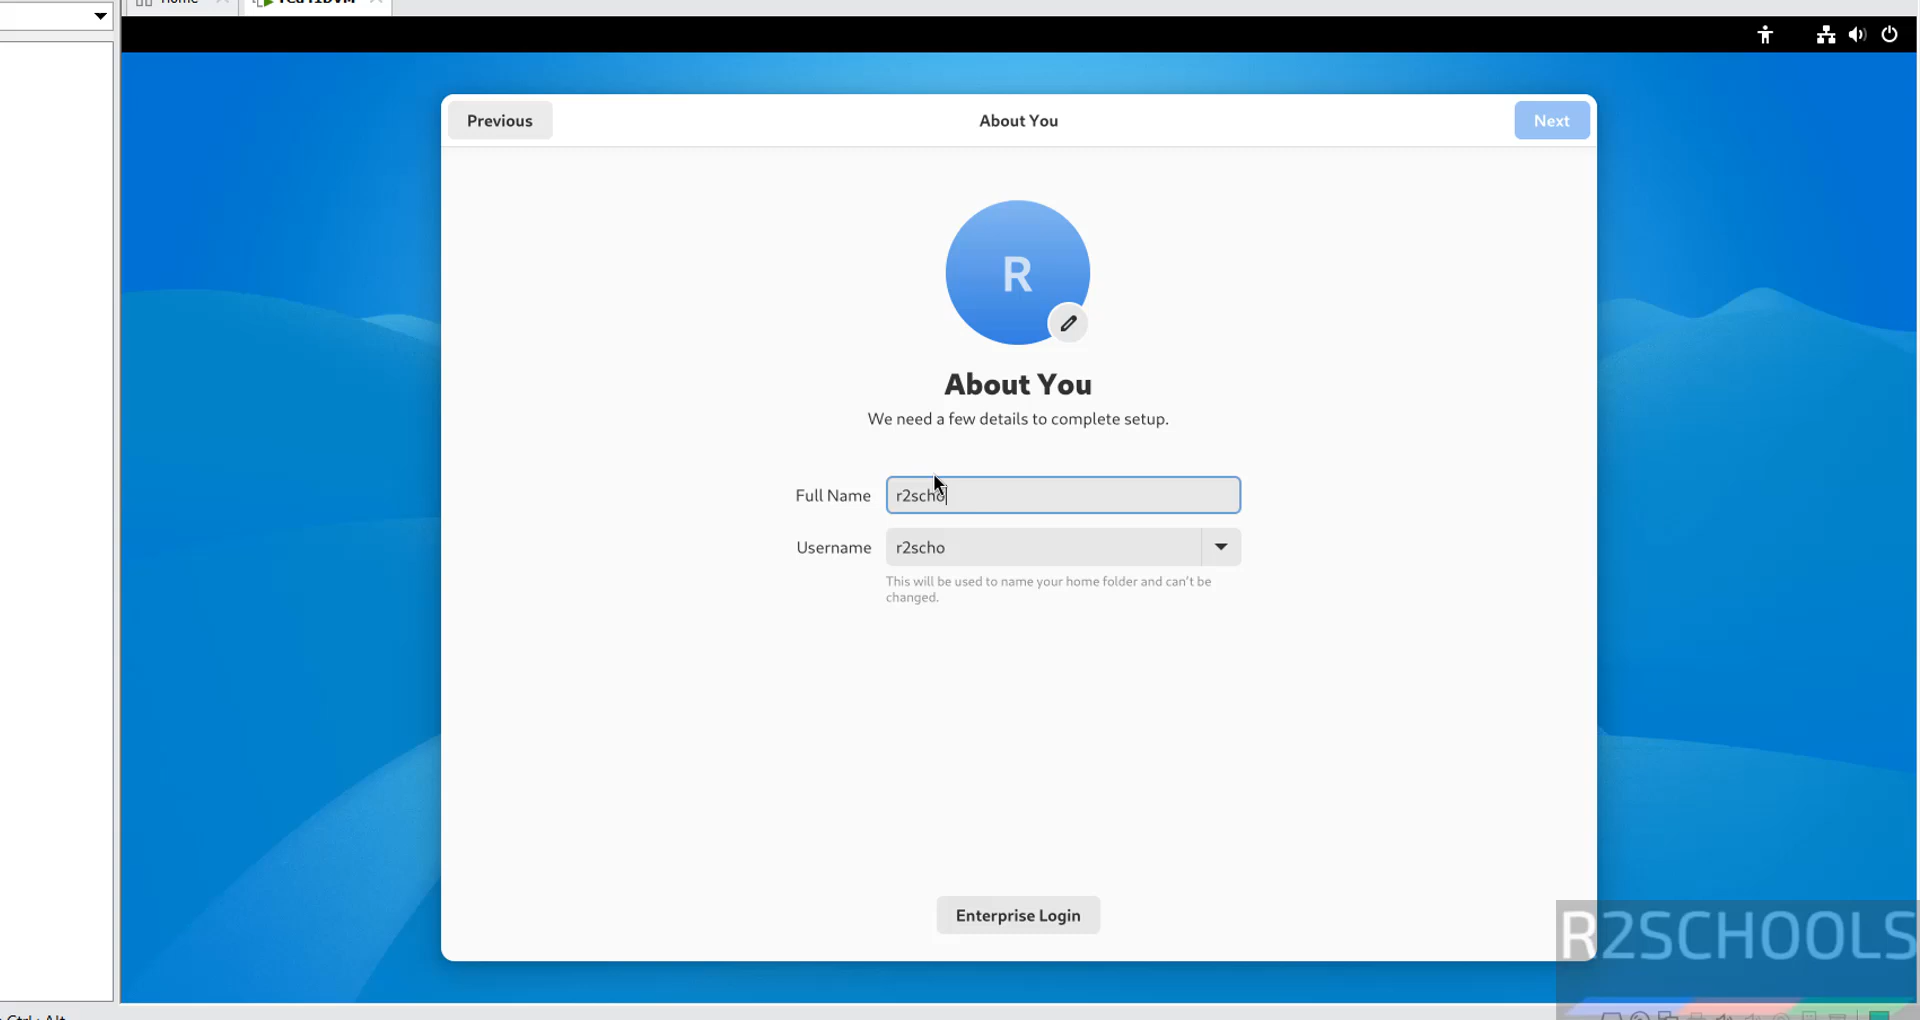 Home
Previous
About You
Next
R
About You
We need a few details to complete setup.
Full Name
r2scho
Username
r2scho
This will be used to name your home folder and can't be
changed.
Enterprise Login
R2SCHOOLS